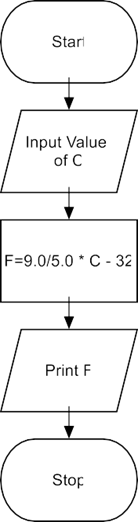 Start
Input Value
of C
F=9.0/5.0 * C - 32
Print F
Stop